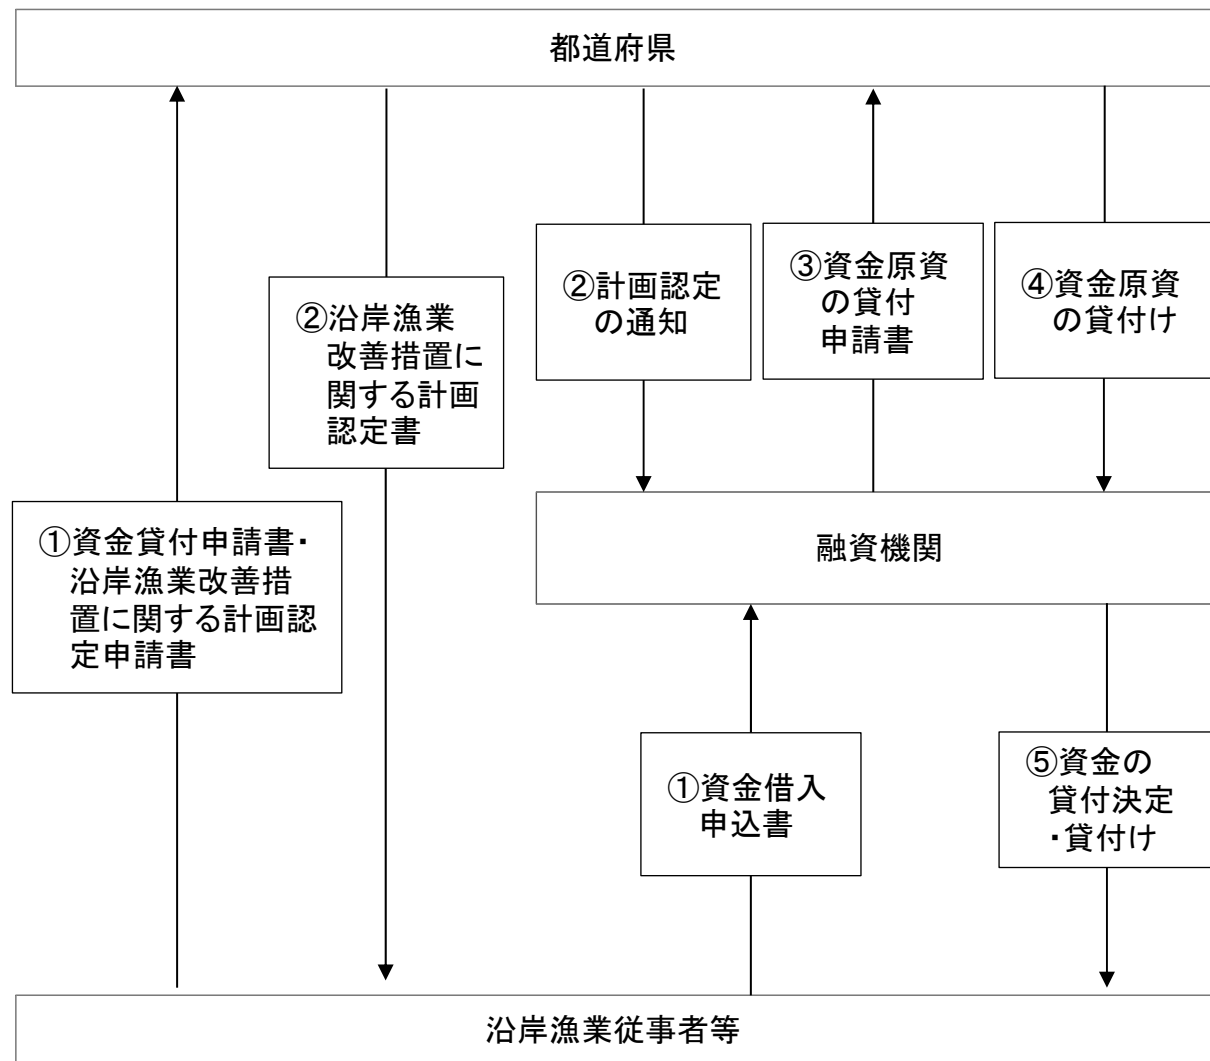 都道府県
②計画認定
の通知
③資金原資
の貸付
申請書
④資金原資
の貸付け
②沿岸漁業
改善措置に
関する計画
認定書
融資機関
①資金貸付申請書・
沿岸漁業改善措
置に関する計画認
定申請書
①資金借入
申込書
⑤資金の
貸付決定
・貸付け
沿岸漁業従事者等